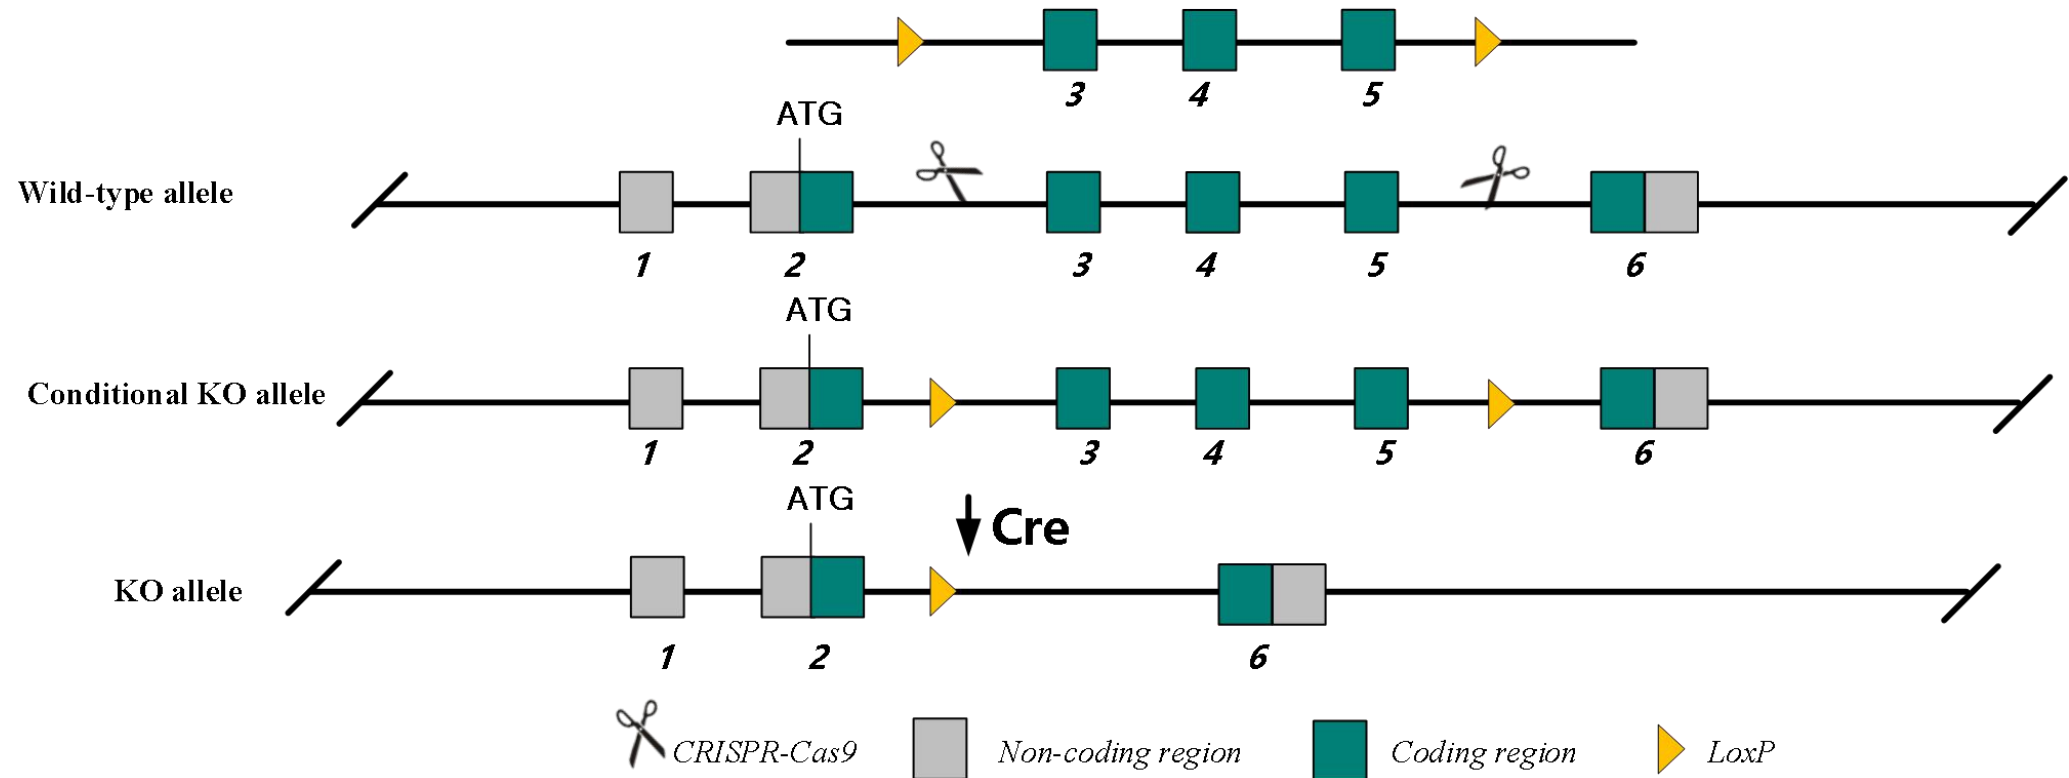 3 4 5
ATG
Wild-type allele
1 2 3 4 5 6
ATG
Conditional KO allele
1 2 3 4 5 6
ATG
Cre
KO allele
1 2 6
CRISPR-Cas9 Non-coding region Coding region LoxP